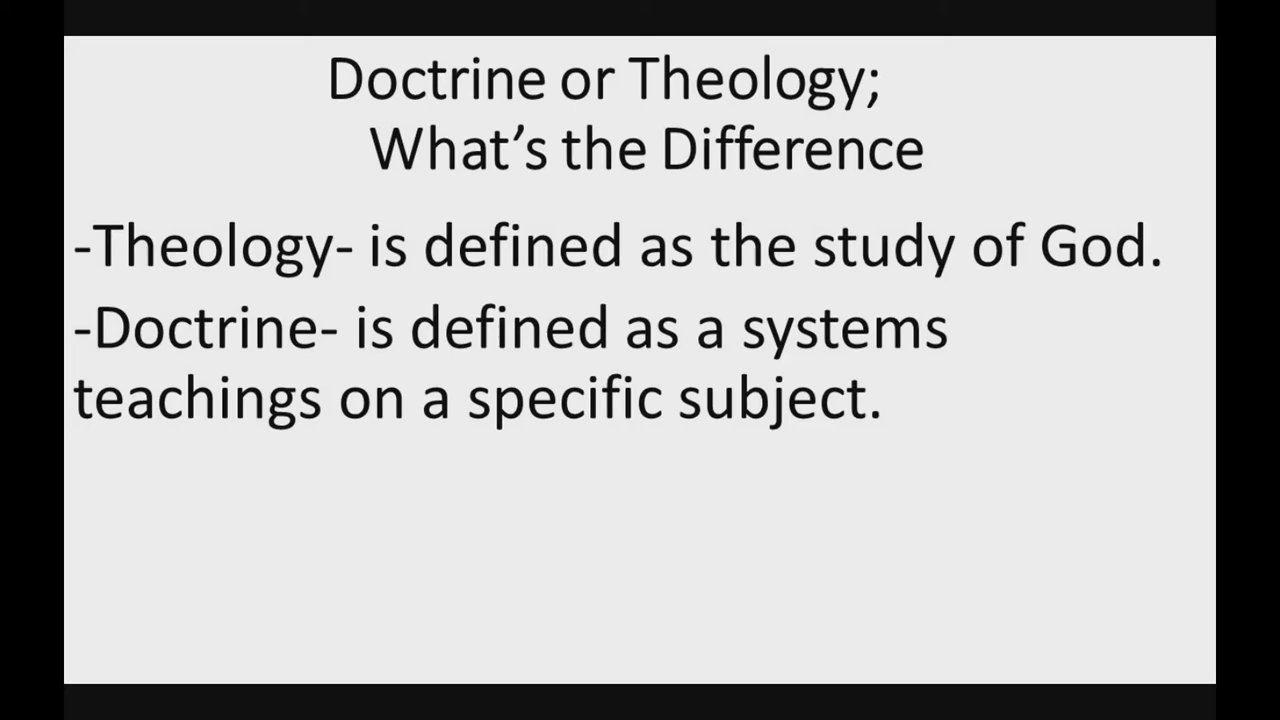 Doctrine or Theology;
What's the Difference
-Theology- is defined as the study of God.
-Doctrine- is defined as a systems
teachings on a specific subject.